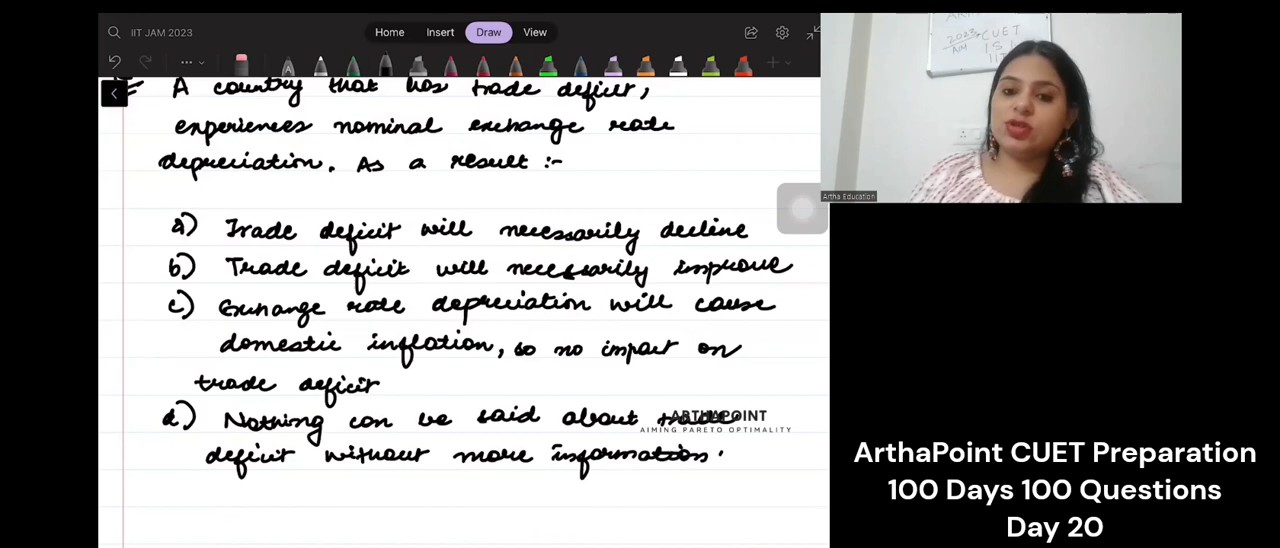 IIT JAM 2023
Home Insert Draw View
A country that has trade deficit,
experiences nominal exchange rate
depreciation. As a result :-
a) Trade deficit will necessarily decline
b) Trade deficit will necessarily improve
c) Exchange rate depreciation will cause
domestic inflation, so no impact on
trade deficit
d) Nothing can be said about trade
deficit without more information.
ARTHAPOINT
AIMING PARETO OPTIMALITY
2023 CUET
AIM
Artha Education
ArthaPoint CUET Preparation
100 Days 100 Questions
Day 20